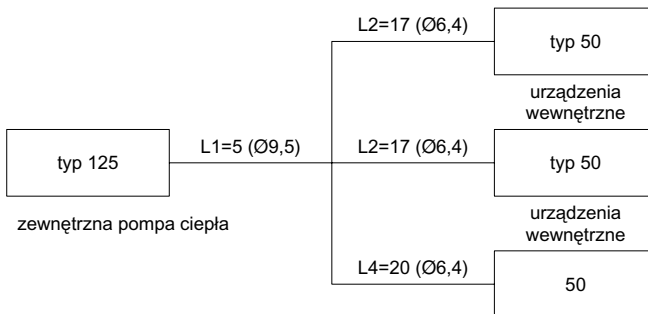 L2=17 (Ø6,4)
typ 50
urządzenia
wewnętrzne
typ 125
L1=5 (Ø9,5)
L2=17 (Ø6,4)
typ 50
zewnętrzna pompa ciepła
urządzenia
wewnętrzne
L4=20 (Ø6,4)
50